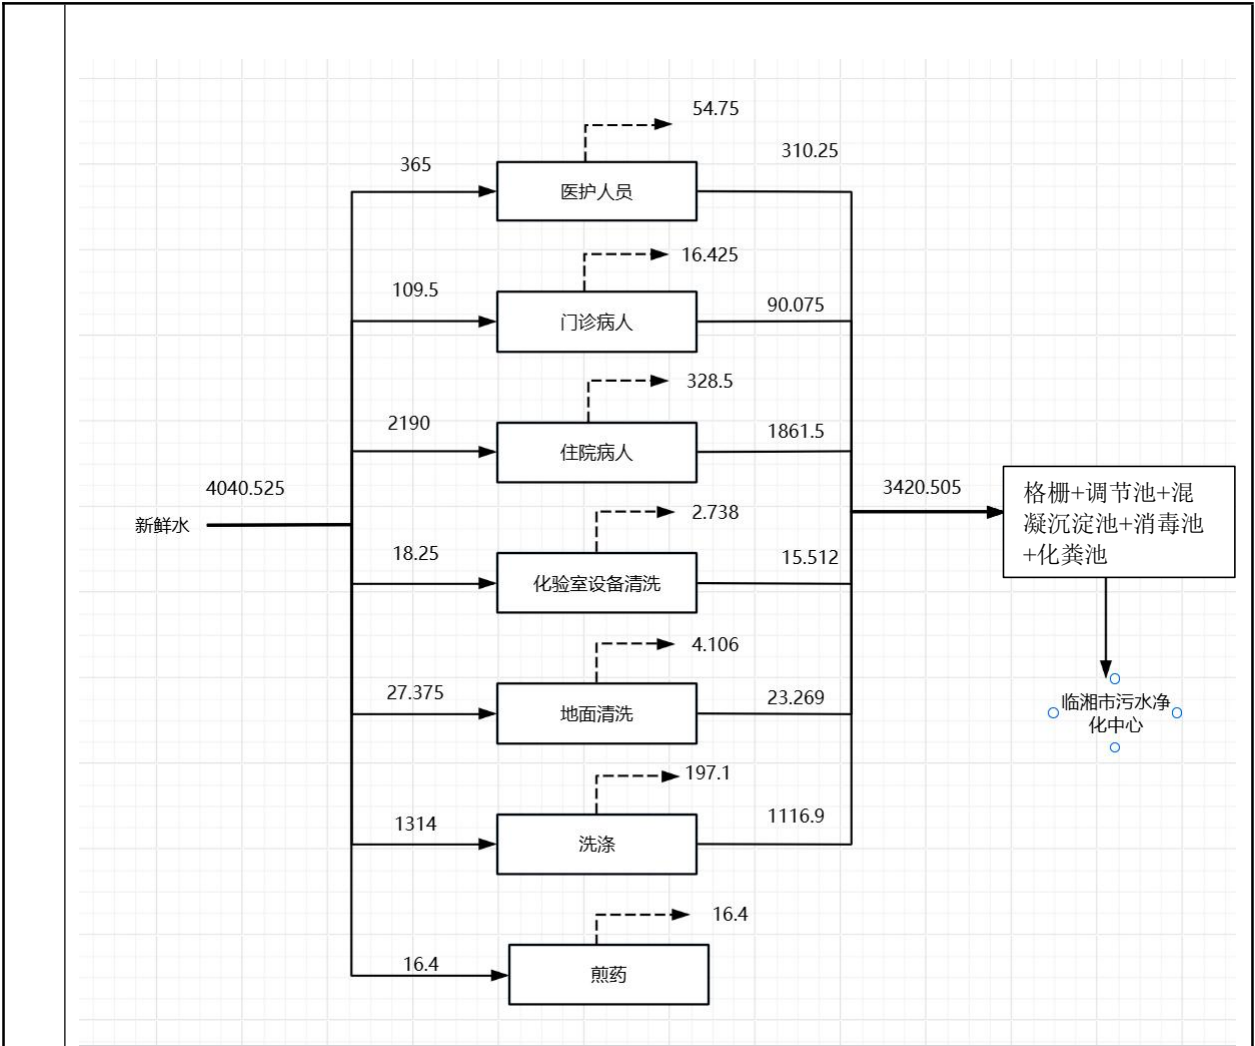 54.75
365
310.25
医护人员
16.425
109.5
90.075
门诊病人
328.5
2190
1861.5
住院病人
4040.525
新鲜水
3420.505
格栅+调节池+混
凝沉淀池+消毒池
+化粪池
2.738
18.25
15.512
化验室设备清洗
4.106
27.375
23.269
地面清洗
临湘市污水净
化中心
197.1
1314
1116.9
洗涤
16.4
16.4
煎药